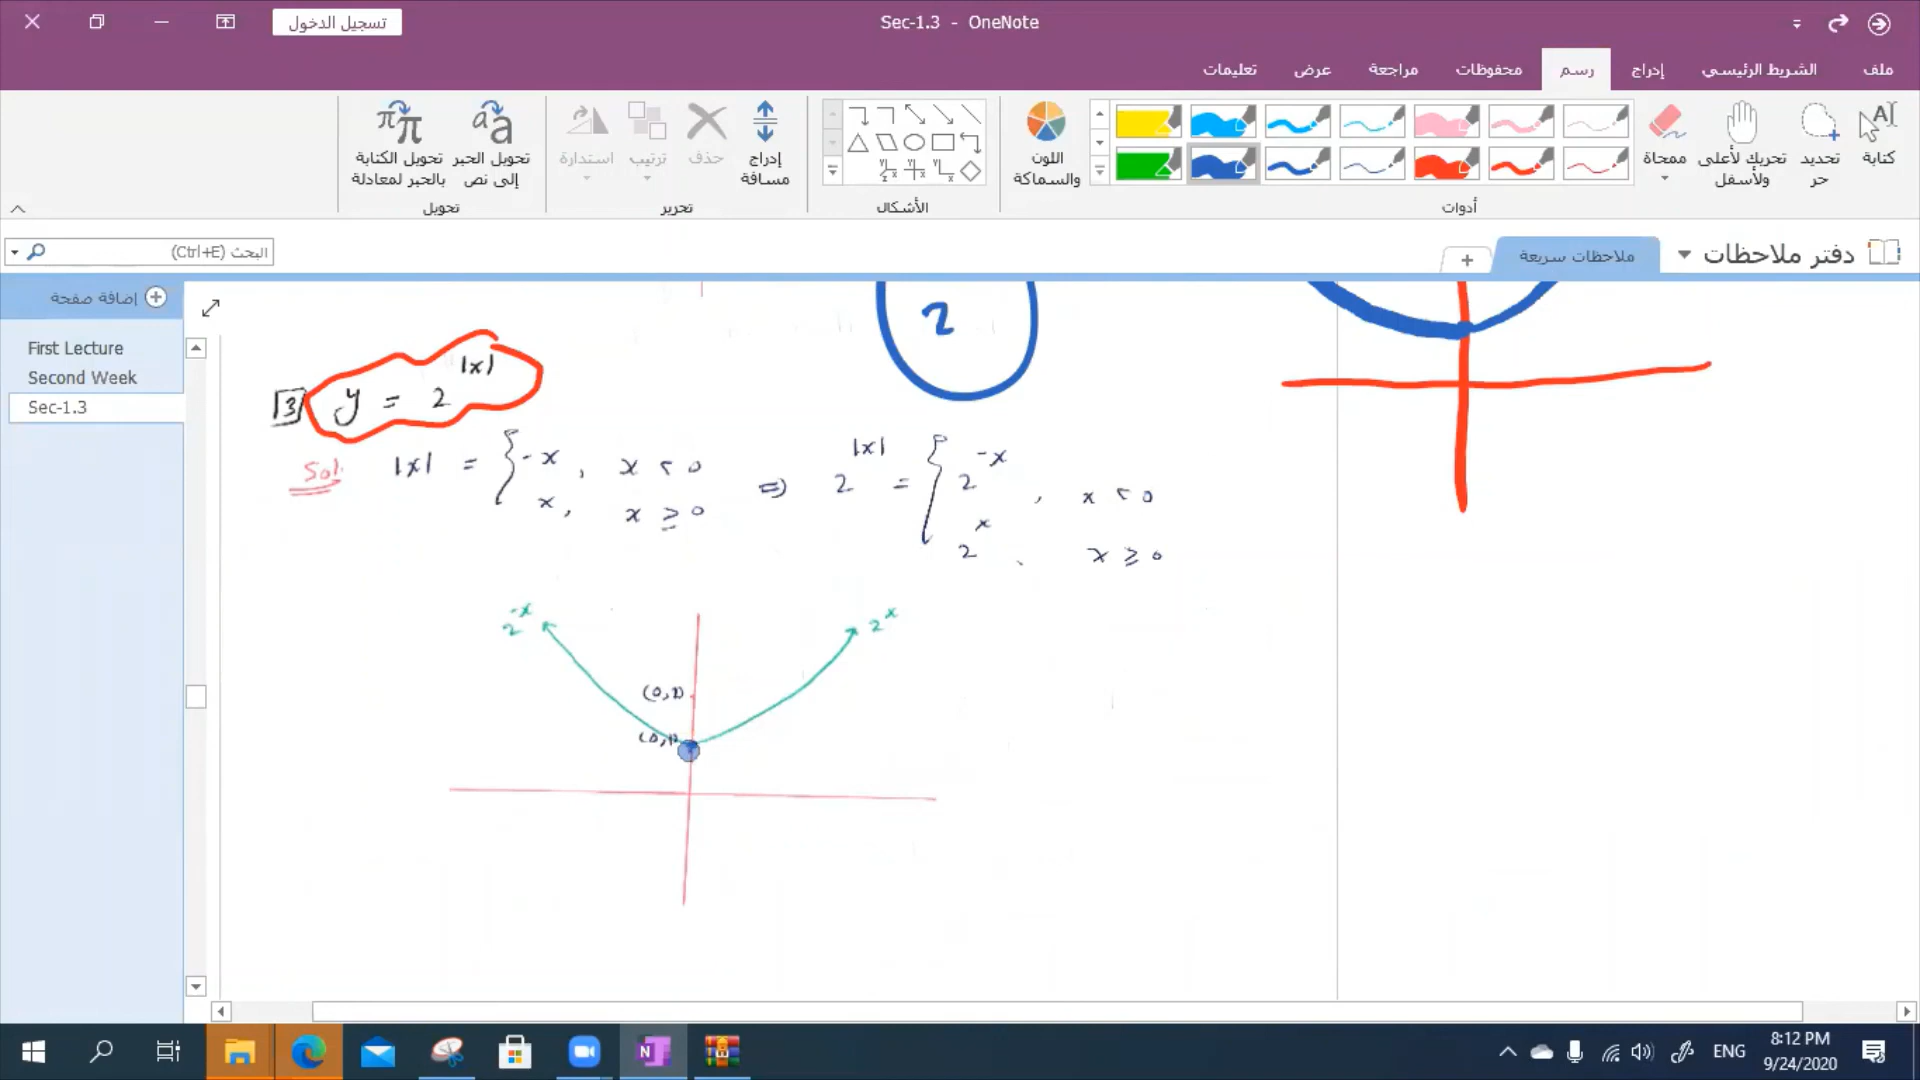 تسجيل الدخول
Sec-1.3 - OneNote
ملف الشريط الرئيسي إدراج رسم محفوظات مراجعة عرض تعليمات
كتابة
تحديد حر
تحريك لأعلى ولأسفل
ممحاة
أدوات
اللون والسماكة
الأشكال
إدراج مسافة
حذف
ترتيب
استدارة
تحرير
تحويل الحبر إلى نص
تحويل الكتابة بالحبر لمعادلة
تحويل
دفتر ملاحظات
ملاحظات سريعة
البحث (Ctrl+E)
إضافة صفحة
First Lecture
Second Week
Sec-1.3
2
3 y = 2^|x|
Sol. |x| = { -x , x < 0
x , x ≥ 0
⇒ 2^|x| = { 2^-x , x < 0
2^x , x ≥ 0
2^-x
2^x
(0,2)
(0,1)
ENG
8:12 PM
9/24/2020